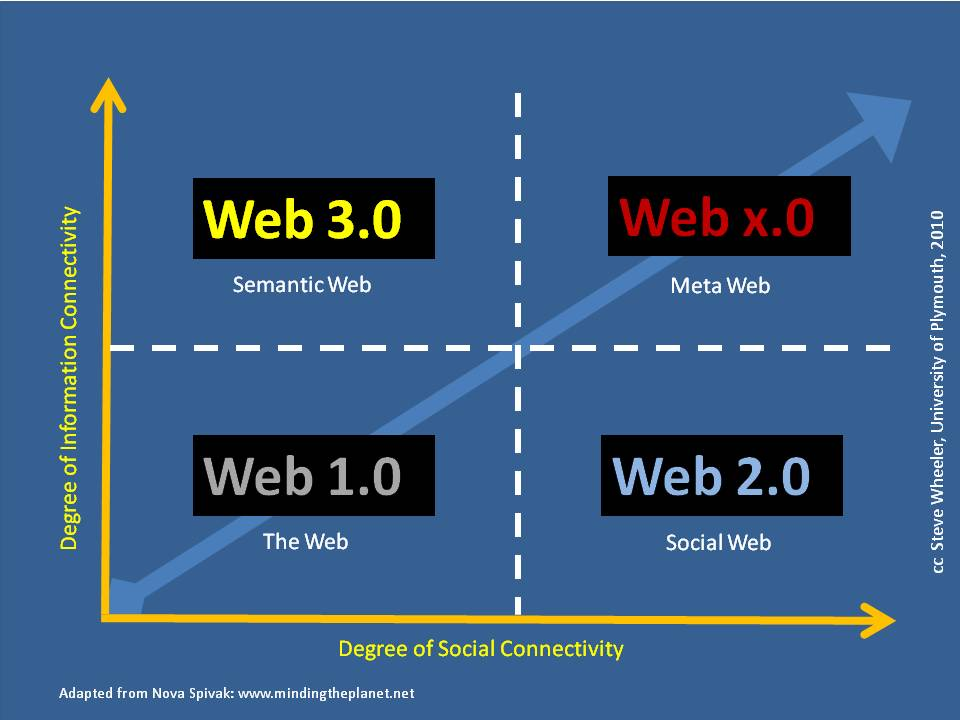 Web 3.0
Semantic Web
Web x.0
Meta Web
Web 1.0
The Web
Web 2.0
Social Web
Degree of Information Connectivity
Degree of Social Connectivity
cc Steve Wheeler, University of Plymouth, 2010
Adapted from Nova Spivak: www.mindingtheplanet.net